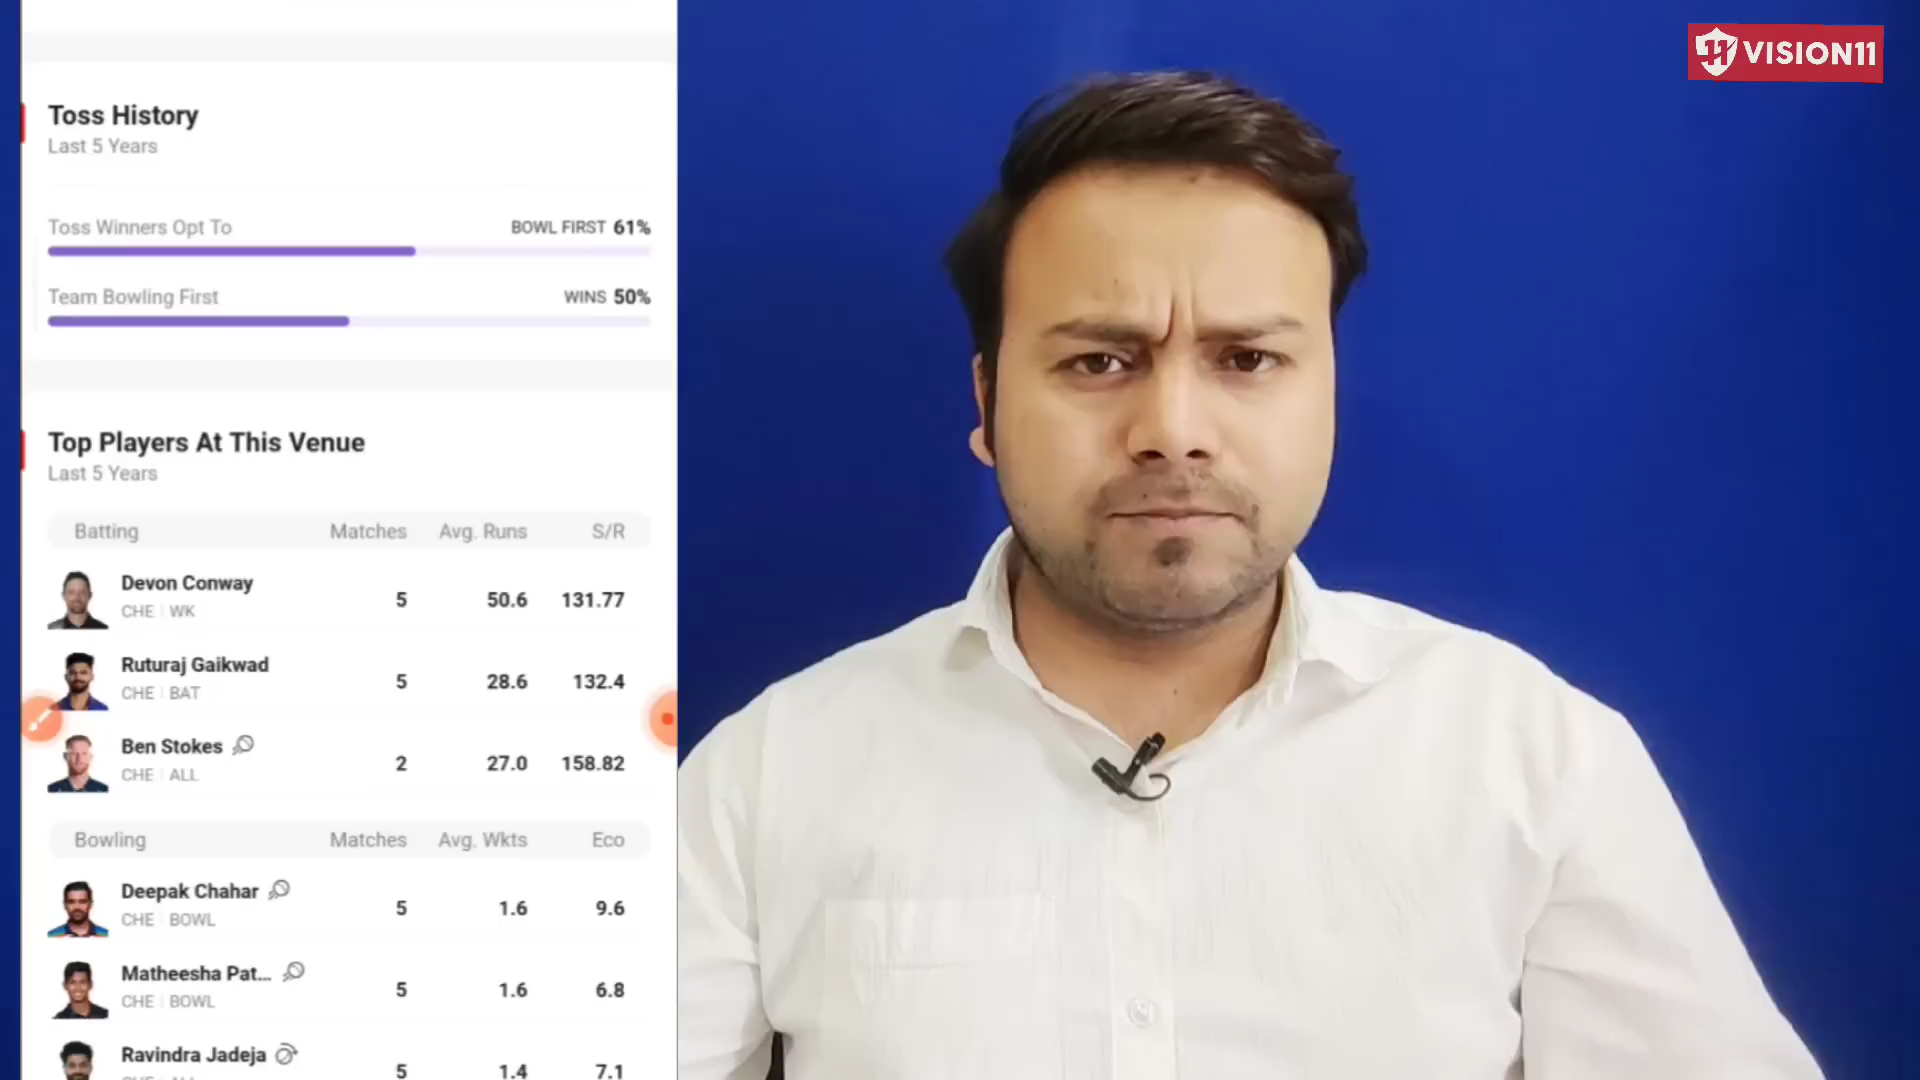 VISION11
Toss History
Last 5 Years
Toss Winners Opt To BOWL FIRST 61%
Team Bowling First WINS 50%
Top Players At This Venue
Last 5 Years
Batting Matches Avg. Runs S/R
Devon Conway
CHE | WK
5 50.6 131.77
Ruturaj Gaikwad
CHE | BAT
5 28.6 132.4
Ben Stokes
CHE | ALL
2 27.0 158.82
Bowling Matches Avg. Wkts Eco
Deepak Chahar
CHE | BOWL
5 1.6 9.6
Matheesha Pat...
CHE | BOWL
5 1.6 6.8
Ravindra Jadeja
5 1.4 7.1